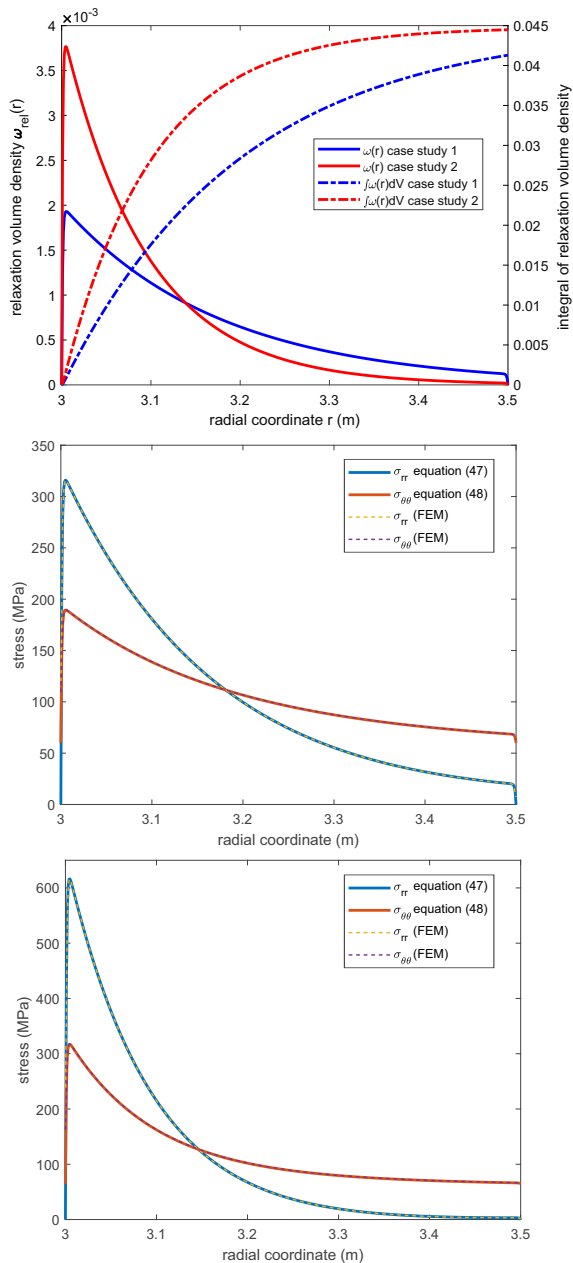 ×10⁻³
4
3.5
3
2.5
2
1.5
1
0.5
0
relaxation volume density ω_rel(r)
0.045
0.040
0.035
0.030
0.025
0.020
0.015
0.010
0.005
0
integral of relaxation volume density
ω(r) case study 1
ω(r) case study 2
∫ω(r)dV case study 1
∫ω(r)dV case study 2
3 3.1 3.2 3.3 3.4 3.5
radial coordinate r (m)
350
300
250
200
150
100
50
0
stress (MPa)
σ_rr equation (47)
σ_θθ equation (48)
σ_rr (FEM)
σ_θθ (FEM)
3 3.1 3.2 3.3 3.4 3.5
radial coordinate (m)
600
500
400
300
200
100
0
stress (MPa)
σ_rr equation (47)
σ_θθ equation (48)
σ_rr (FEM)
σ_θθ (FEM)
3 3.1 3.2 3.3 3.4 3.5
radial coordinate (m)